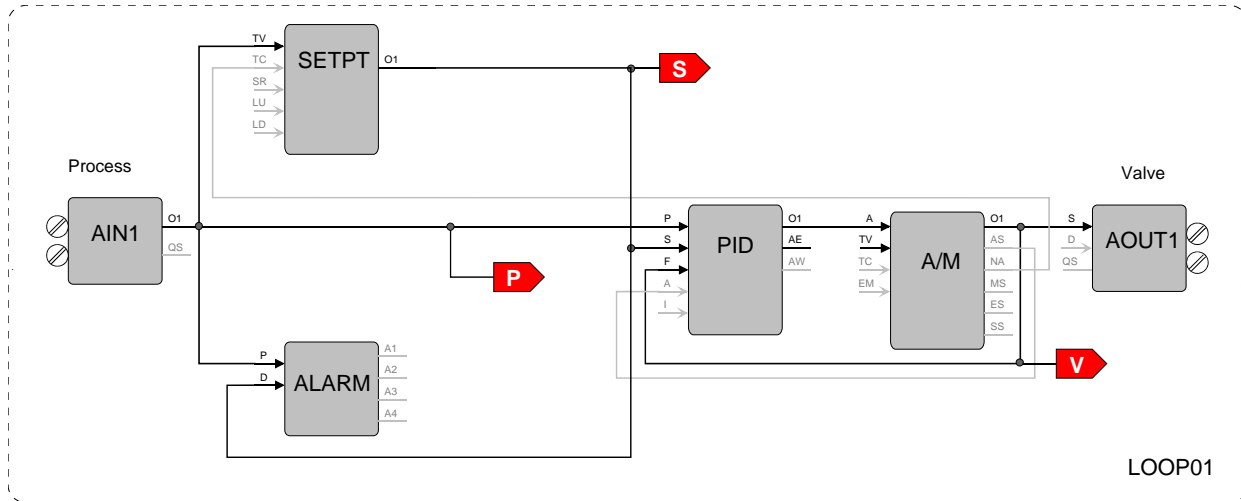 TV
TC
SR
LU
LD
SETPT
O1
S
Process
AIN1
O1
QS
P
P
D
ALARM
A1
A2
A3
A4
P
S
F
A
I
PID
O1
AE
AW
A
TV
TC
EM
A/M
O1
AS
NA
MS
ES
SS
V
Valve
S
D
QS
AOUT1
LOOP01